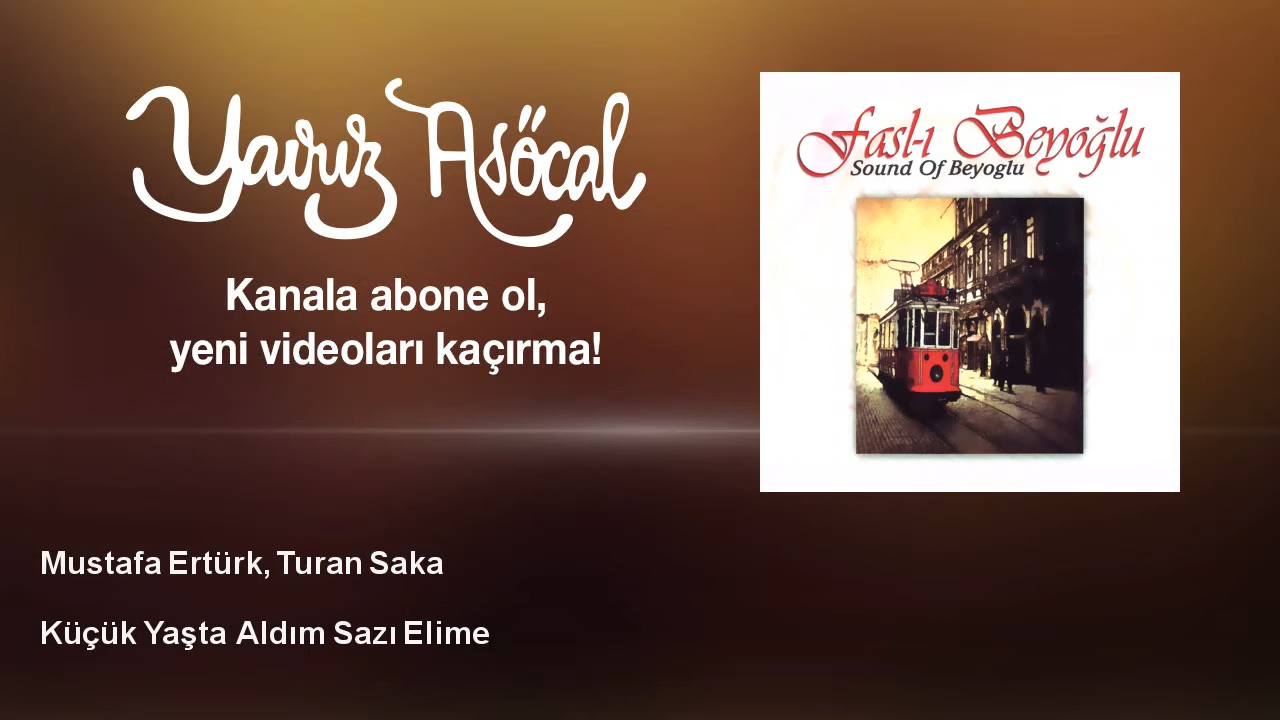 Yavuz Asöcal
Kanala abone ol,
yeni videoları kaçırma!
Fasl-ı Beyoğlu
Sound Of Beyoglu
Mustafa Ertürk, Turan Saka
Küçük Yaşta Aldım Sazı Elime